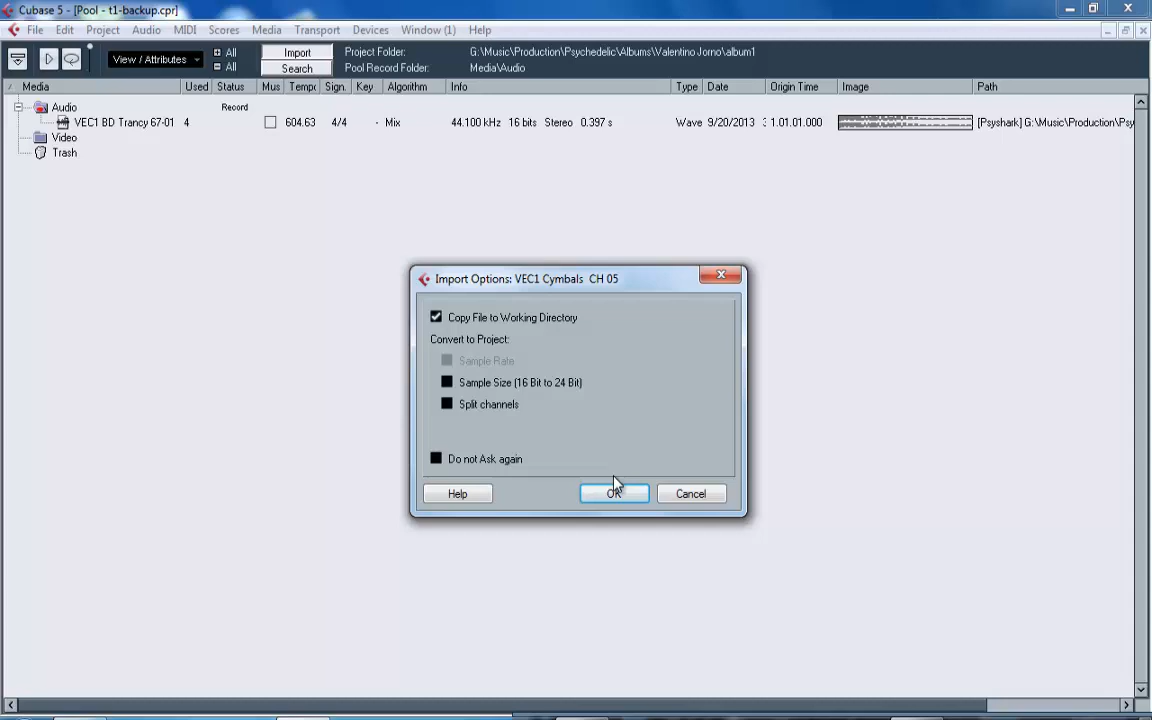 Cubase 5 - [Pool - t1-backup.cpr]
File Edit Project Audio MIDI Scores Media Transport Devices Window (1) Help
View / Attributes All Import Project Folder: G:\Music\Production\Psychedelic\Albums\Valentino Jorno\album1
All Search Pool Record Folder: Media\Audio
Media Used Status Mus Tempo Sign. Key Algorithm Info Type Date Origin Time Image Path
Audio Record
VEC1 BD Trancy 67-01 4 604.63 4/4 - Mix 44.100 kHz 16 bits Stereo 0.397 s Wave 9/20/2013 1.01.01.000 [Psyshark] G:\Music\Production\Psy
Video
Trash
Import Options: VEC1 Cymbals CH 05
Copy File to Working Directory
Convert to Project:
Sample Rate
Sample Size (16 Bit to 24 Bit)
Split channels
Do not Ask again
Help OK Cancel